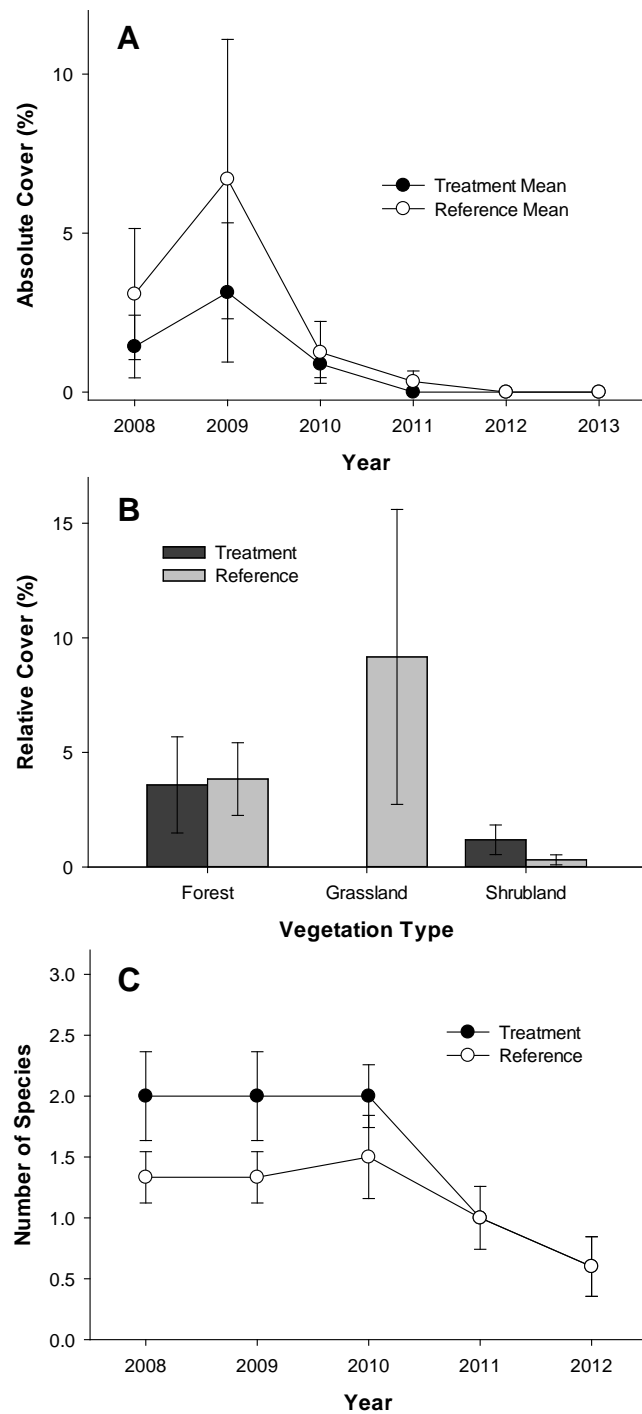 A
Absolute Cover (%)
10
5
0
Treatment Mean
Reference Mean
2008 2009 2010 2011 2012 2013
Year
B
Relative Cover (%)
15
10
5
0
Treatment
Reference
Forest Grassland Shrubland
Vegetation Type
C
Number of Species
3.0
2.5
2.0
1.5
1.0
0.5
0.0
Treatment
Reference
2008 2009 2010 2011 2012
Year